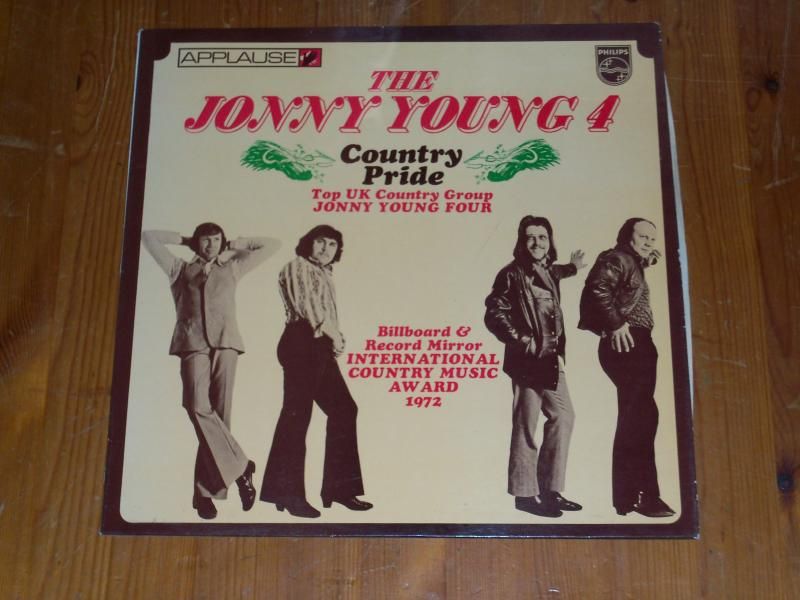 APPLAUSE
PHILIPS
THE
JONNY YOUNG 4
Country
Pride
Top UK Country Group
JONNY YOUNG FOUR
Billboard &
Record Mirror
INTERNATIONAL
COUNTRY MUSIC
AWARD
1972